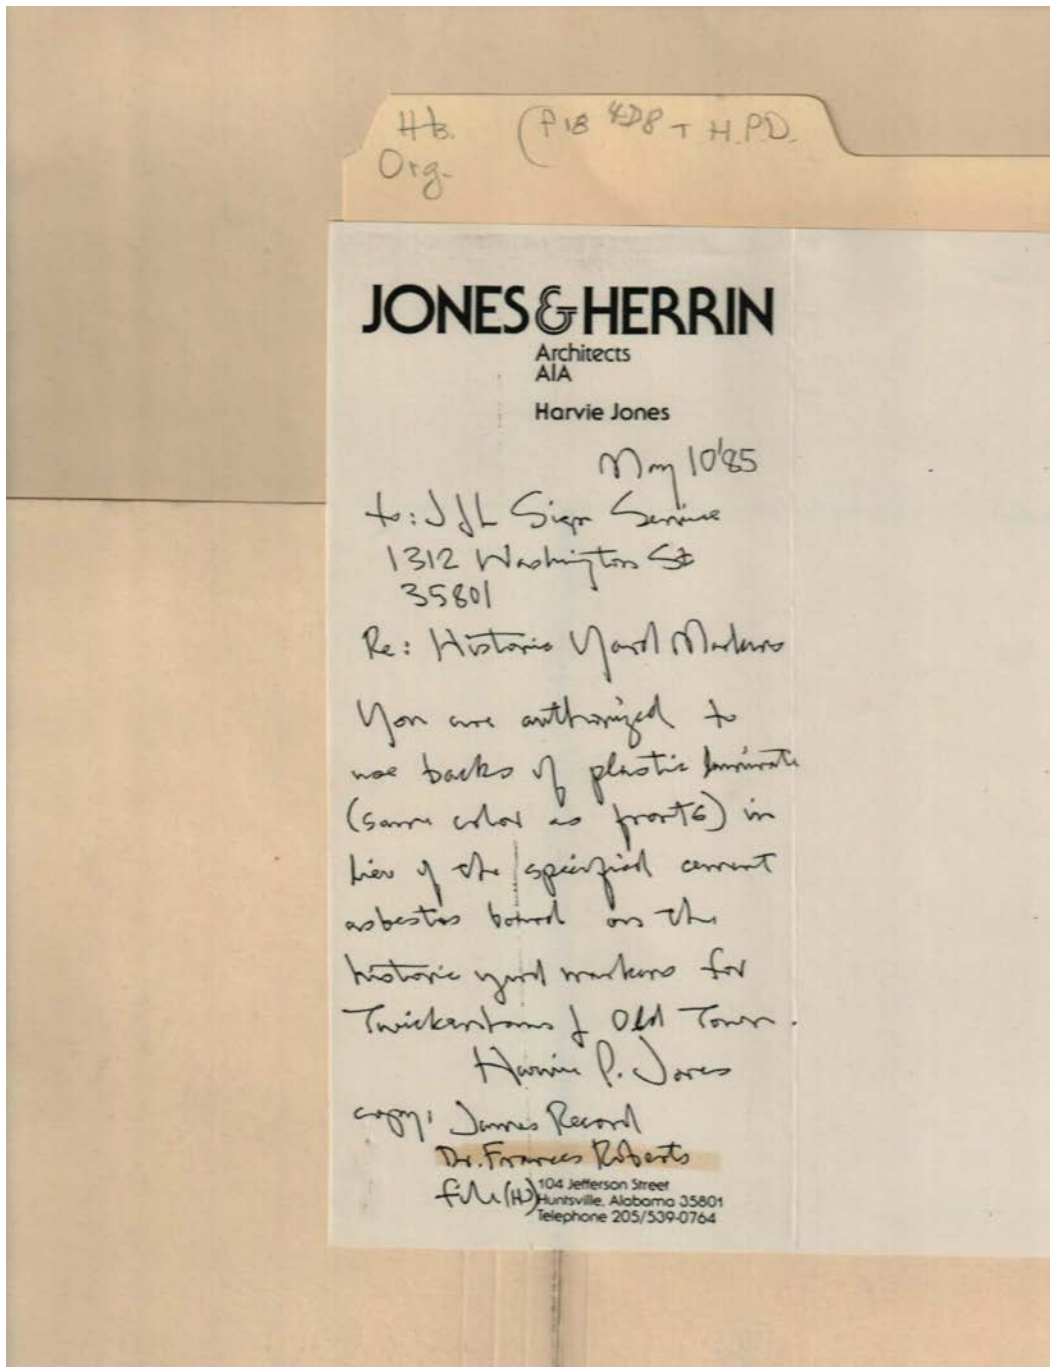 Hts. (P18 4D8 T H.P.D.
Org.
JONES & HERRIN
Architects
AIA
Harvie Jones
May 10 '85
to: J & L Sign Service
1312 Washington St
35801
Re: Historic Yard Markers
You are authorized to
use backs of plastic laminate
(same color as fronts) in
lieu of the specified cement
asbestos board on the
historic yard markers for
Twickenham & Old Town.
Harvie P. Jones
copy: James Record
Dr. Frances Roberts
file (H)
104 Jefferson Street
Huntsville, Alabama 35801
Telephone 205/539-0764